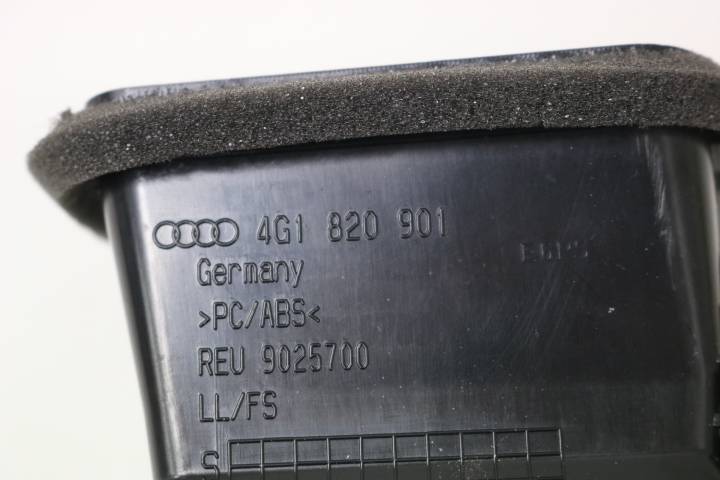 4G1 820 901
Germany
>PC/ABS<
REU 9025700
LL/FS
S